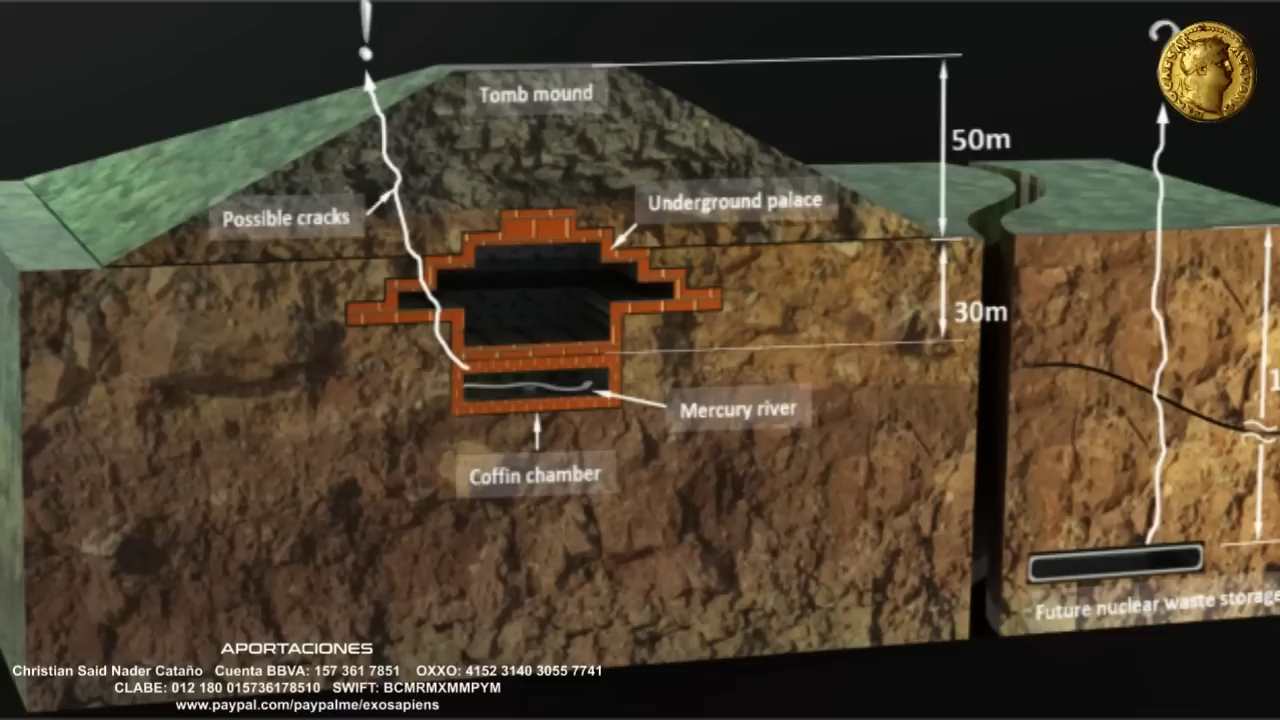 Tomb mound
50m
Possible cracks
Underground palace
30m
Mercury river
Coffin chamber
Future nuclear waste storage
APORTACIONES
Christian Said Nader Cataño Cuenta BBVA: 157 361 7851 OXXO: 4152 3140 3055 7741
CLABE: 012 180 015736178510 SWIFT: BCMRMXMMPYM
www.paypal.com/paypalme/exosapiens